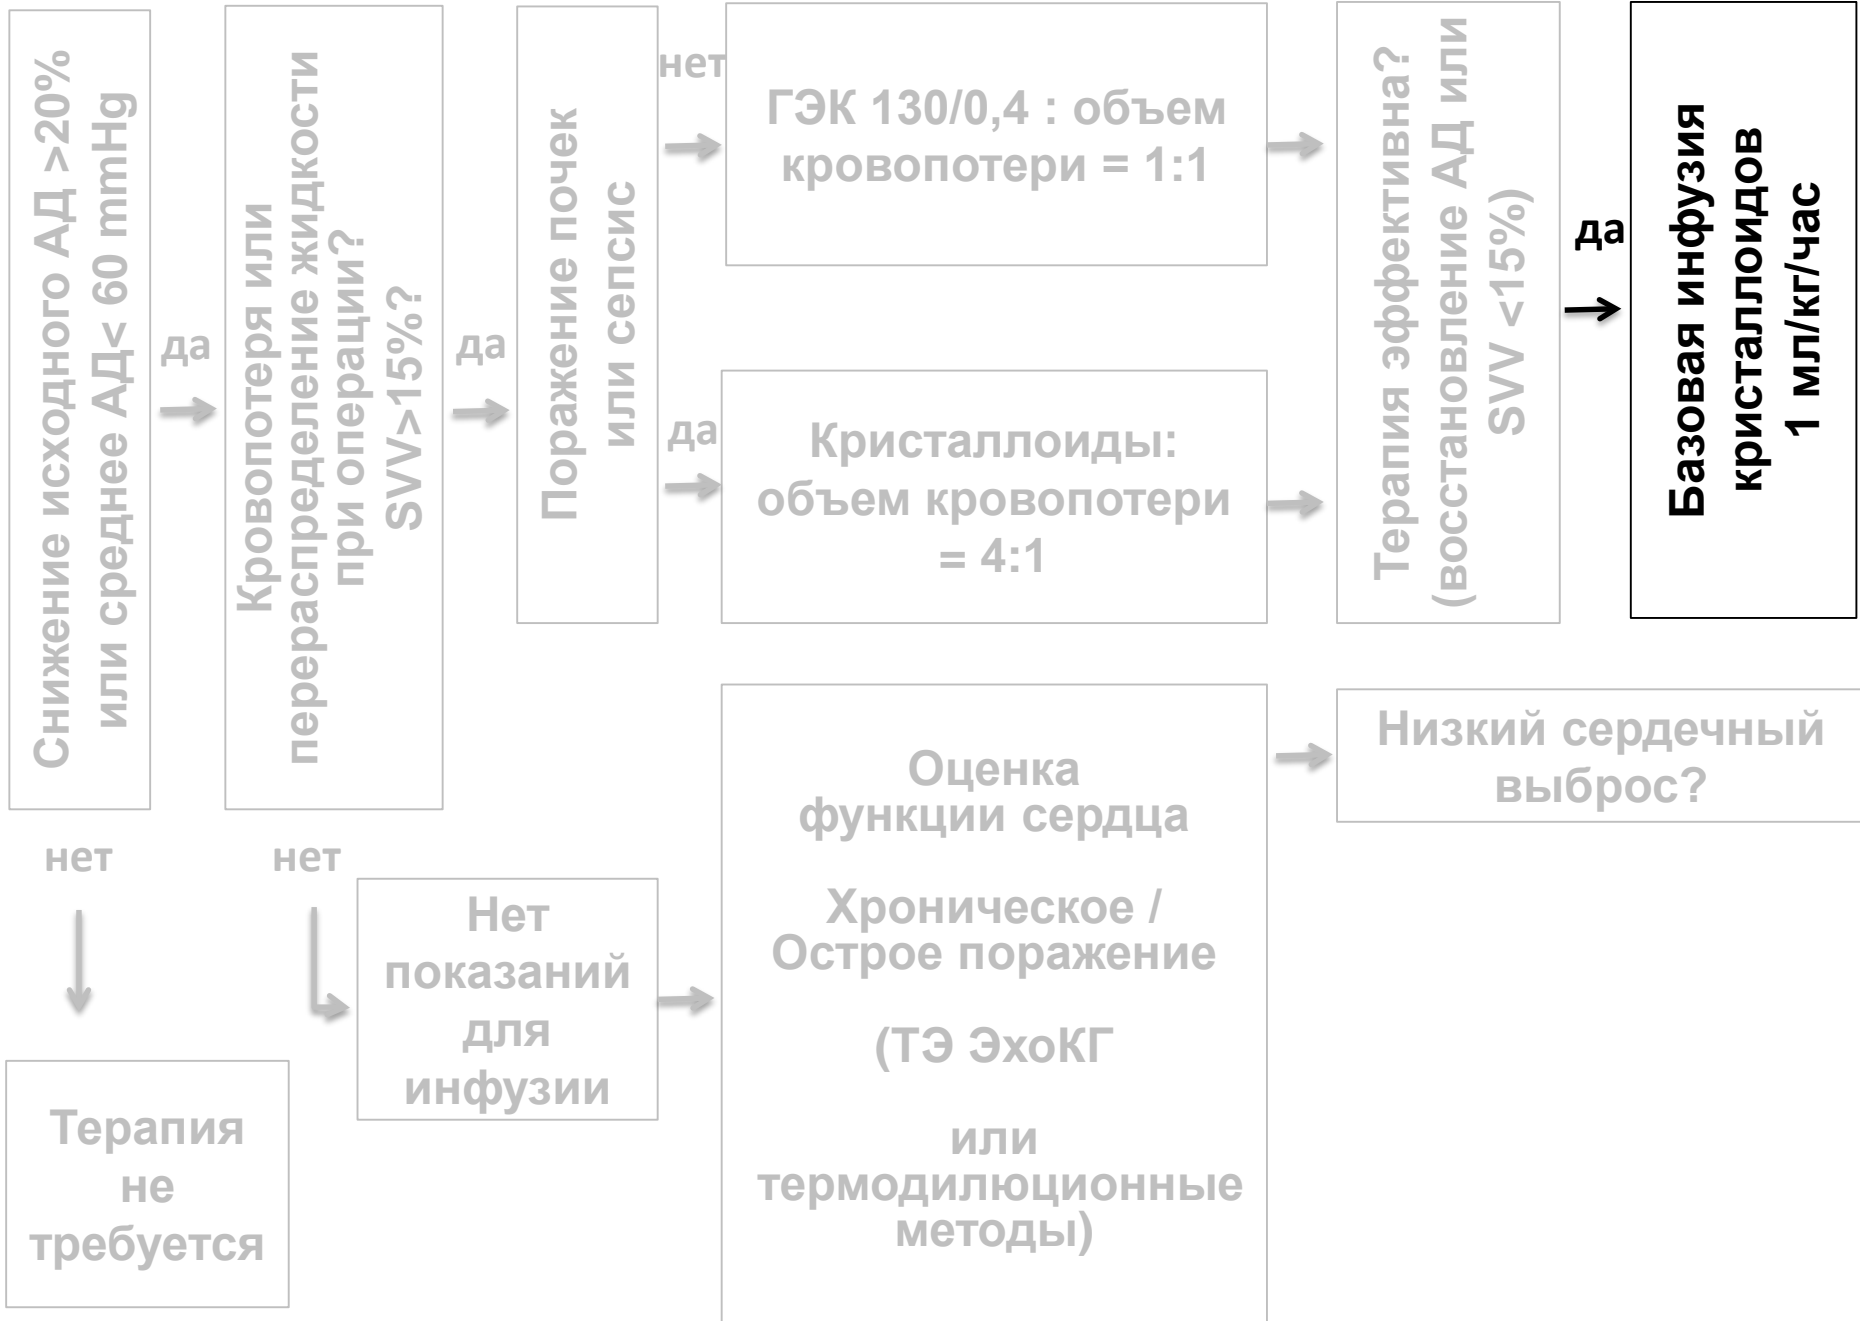 Снижение исходного АД >20%
или среднее АД< 60 mmHg
да
Кровопотеря или
перераспределение жидкости
при операции?
SVV>15%?
да
Поражение почек
или сепсис
нет
ГЭК 130/0,4 : объем
кровопотери = 1:1
да
Кристаллоиды:
объем кровопотери
= 4:1
Терапия эффективна?
(восстановление АД или
SVV <15%)
да
Базовая инфузия
кристаллоидов
1 мл/кг/час
нет
Терапия
не
требуется
нет
Нет
показаний
для
инфузии
Оценка
функции сердца
Хроническое /
Острое поражение
(ТЭ ЭхоКГ
или
термодилюционные
методы)
Низкий сердечный
выброс?